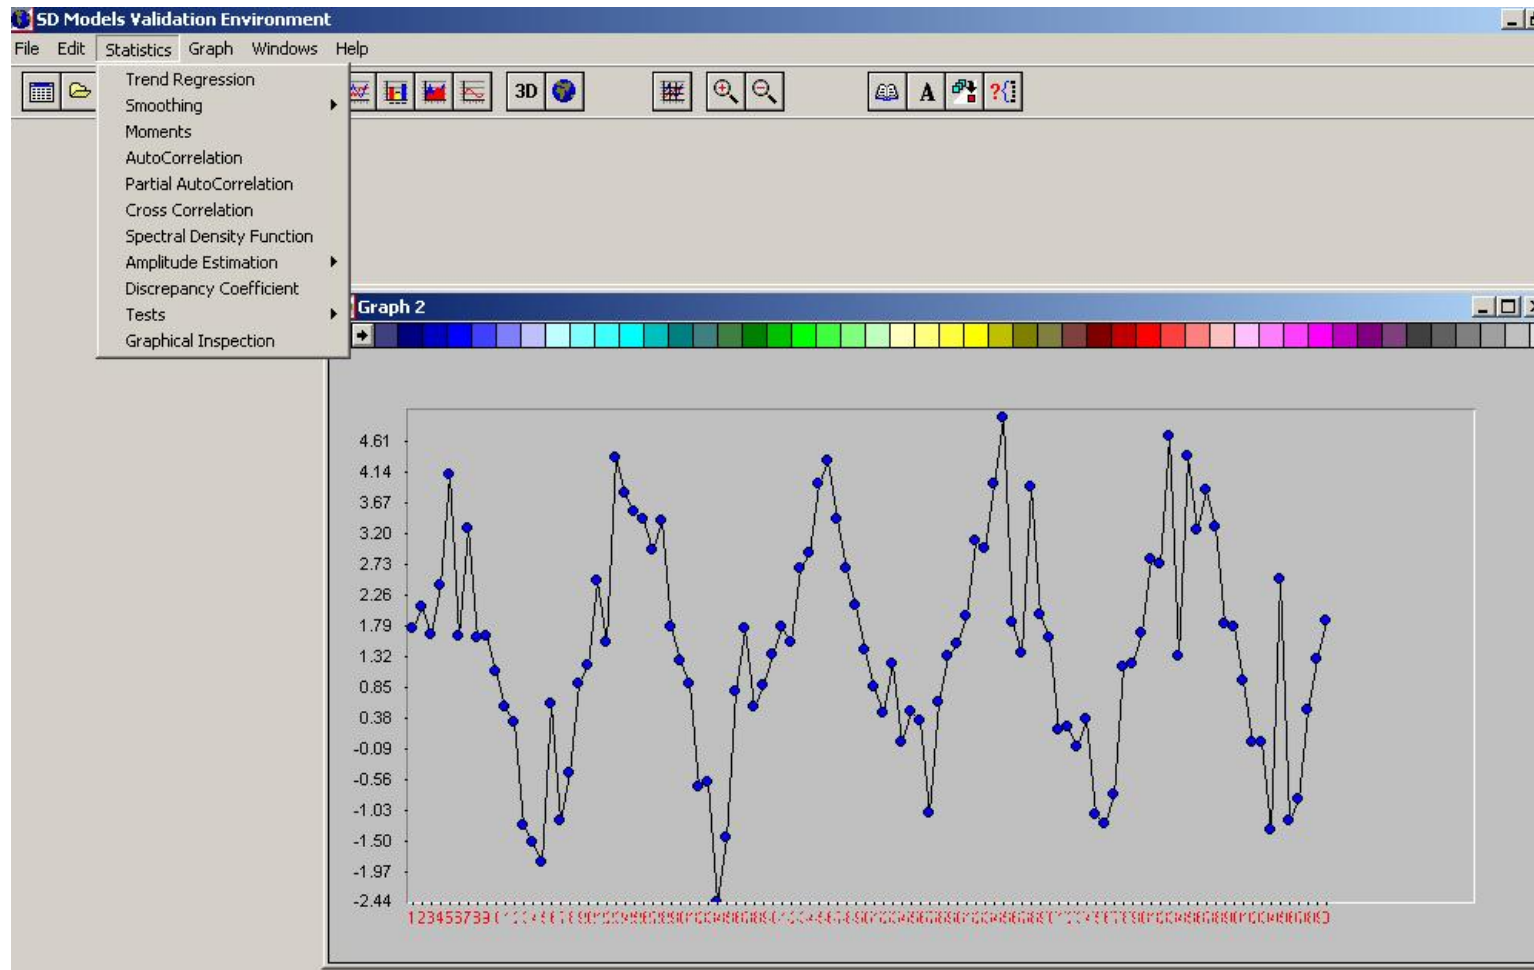 SD Models Validation Environment
File Edit Statistics Graph Windows Help
Trend Regression
Smoothing
3D
A
?{
Moments
AutoCorrelation
Partial AutoCorrelation
Cross Correlation
Spectral Density Function
Amplitude Estimation
Discrepancy Coefficient
Tests
Graphical Inspection
Graph 2
4.61
4.14
3.67
3.20
2.73
2.26
1.79
1.32
0.85
0.38
-0.09
-0.56
-1.03
-1.50
-1.97
-2.44